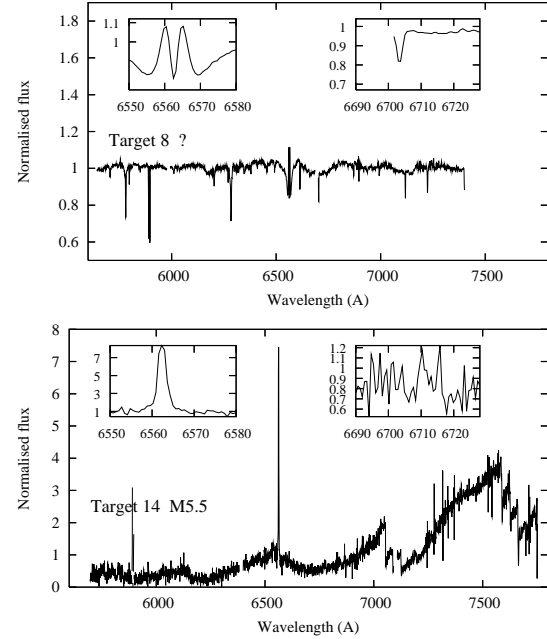 1.8
1.6
1.4
1.2
1
0.8
0.6
Normalised flux
1.1
1
6550 6560 6570 6580
1
0.9
0.8
0.7
6690 6700 6710 6720
Target 8 ?
6000 6500 7000 7500
Wavelength (A)
8
7
6
5
4
3
2
1
0
Normalised flux
7
5
3
1
6550 6560 6570 6580
1.2
1.1
1
0.9
0.8
0.7
0.6
6690 6700 6710 6720
Target 14 M5.5
6000 6500 7000 7500
Wavelength (A)